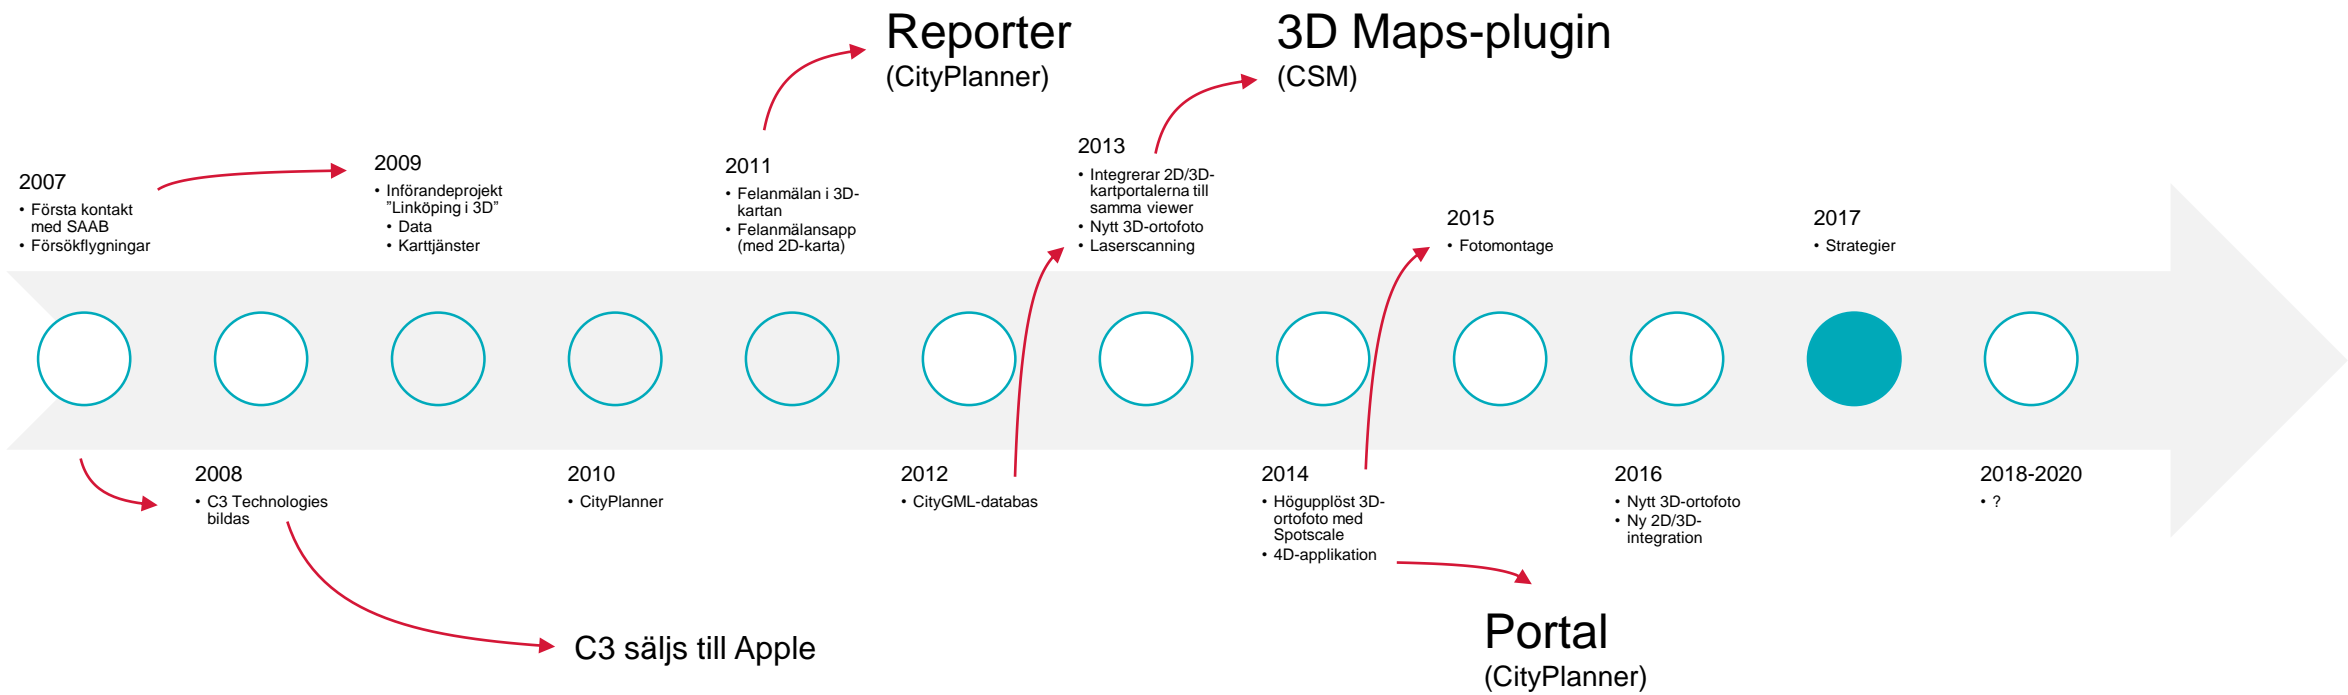 Reporter
(CityPlanner)
3D Maps-plugin
(CSM)
2007
• Första kontakt
med SAAB
• Försökflygningar
2009
• Införandeprojekt
”Linköping i 3D”
• Data
• Karttjänster
2011
• Felanmälan i 3D-
kartan
• Felanmälansapp
(med 2D-karta)
2013
• Integrerar 2D/3D-
kartportalerna till
samma viewer
• Nytt 3D-ortofoto
• Laserscanning
2015
• Fotomontage
2017
• Strategier
2008
• C3 Technologies
bildas
2010
• CityPlanner
2012
• CityGML-databas
2014
• Högupplöst 3D-
ortofoto med
Spotscale
• 4D-applikation
2016
• Nytt 3D-ortofoto
• Ny 2D/3D-
integration
2018-2020
• ?
C3 säljs till Apple
Portal
(CityPlanner)